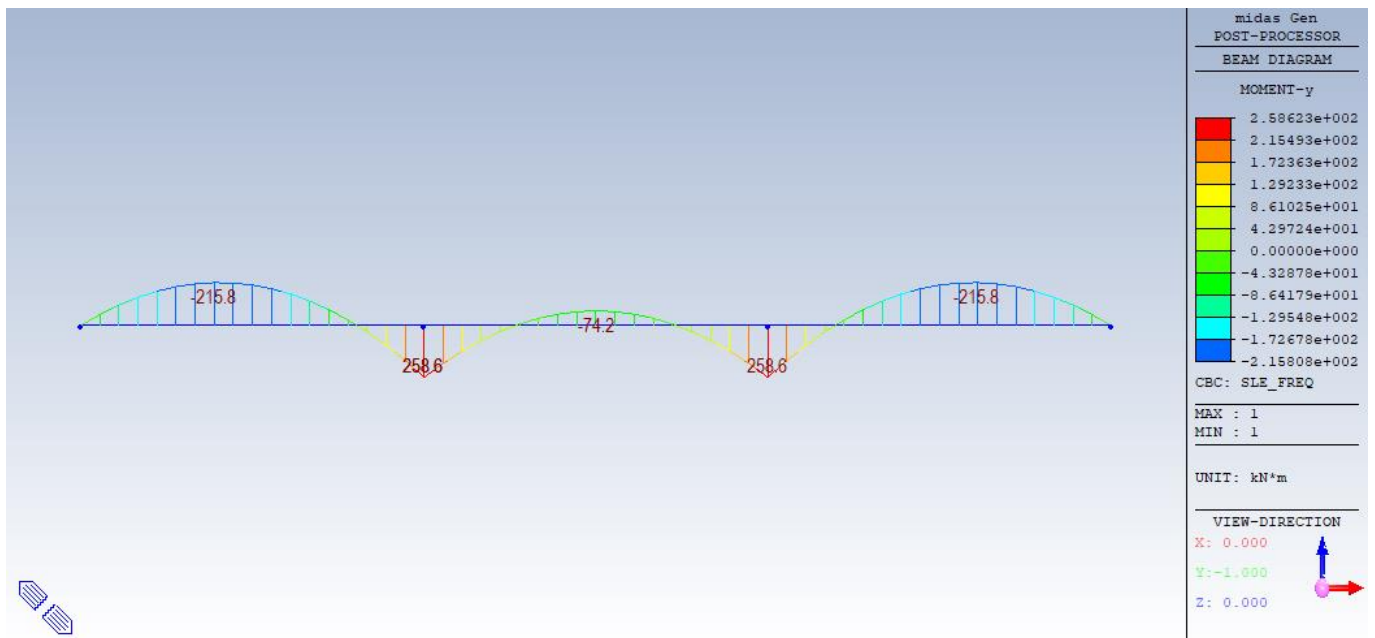 midas Gen
POST-PROCESSOR
BEAM DIAGRAM
MOMENT-y
2.58623e+002
2.15493e+002
1.72363e+002
1.29233e+002
8.61025e+001
4.29724e+001
0.00000e+000
-4.32878e+001
-8.64179e+001
-1.29548e+002
-1.72678e+002
-2.15808e+002
CBC: SLE_FREQ
MAX : 1
MIN : 1
UNIT: kN*m
VIEW-DIRECTION
X: 0.000
Y:-1.000
Z: 0.000
-215.8
-74.2
-215.8
258.6
258.6